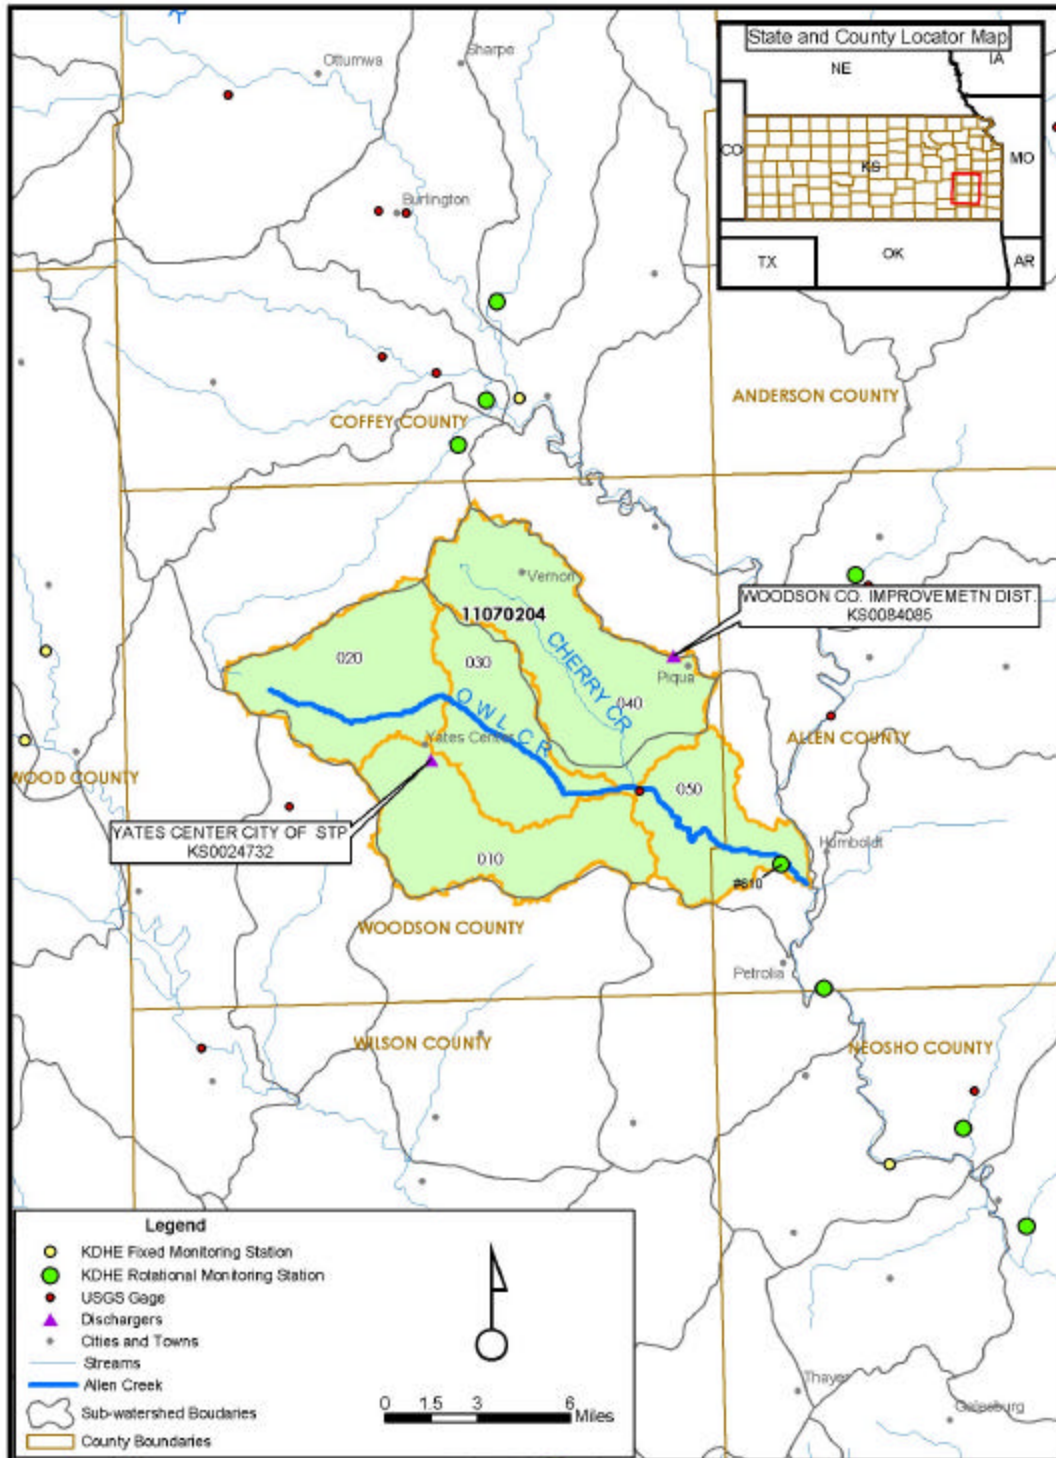 State and County Locator Map
NE
IA
CO
KS
MO
TX
OK
AR
Ottumwa
Sharpe
Burlington
ANDERSON COUNTY
COFFEY COUNTY
Vernon
WOODSON CO. IMPROVEMETN DIST.
KS0084085
11070204
020
030
CHERRY CR
Piqua
040
OWL CR
Yates Center
ALLEN COUNTY
WOOD COUNTY
050
YATES CENTER CITY OF STP
KS0024732
Humboldt
010
#610
WOODSON COUNTY
Petrolia
WILSON COUNTY
NEOSHO COUNTY
Legend
KDHE Fixed Monitoring Station
KDHE Rotational Monitoring Station
USGS Gage
Dischargers
Cities and Towns
Streams
Allen Creek
Sub-watershed Boudaries
County Boundaries
0 1.5 3 6
Miles
Thayer
Galesburg